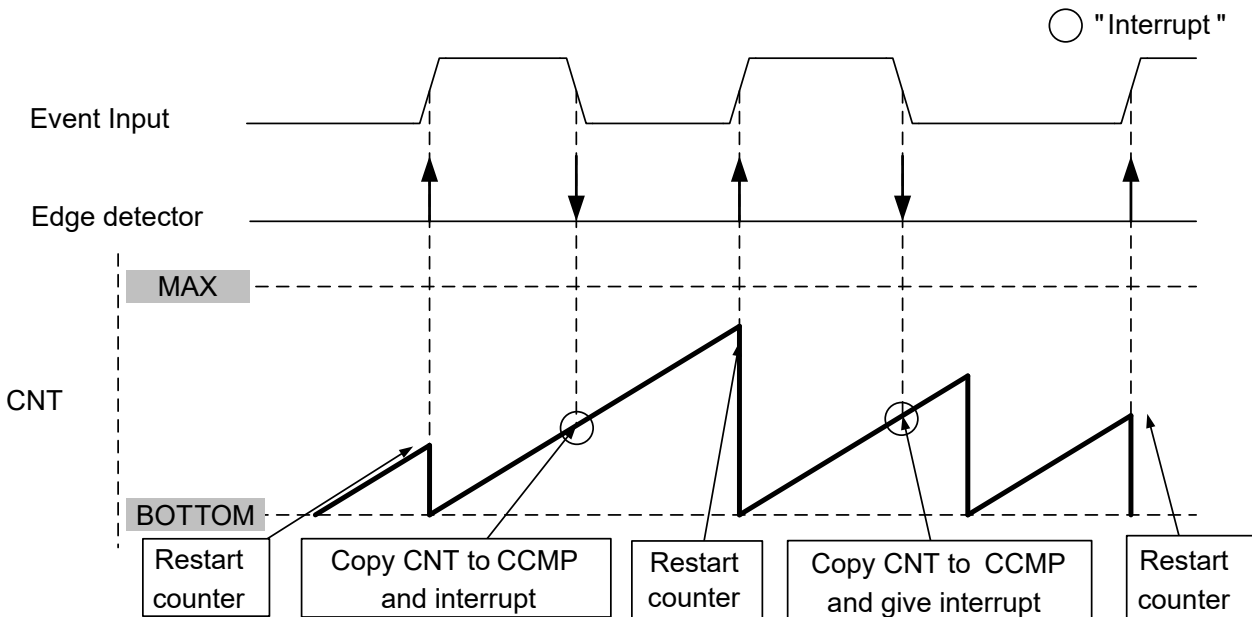 "Interrupt"
Event Input
Edge detector
MAX
CNT
BOTTOM
Restart
counter
Copy CNT to CCMP
and interrupt
Restart
counter
Copy CNT to CCMP
and give interrupt
Restart
counter